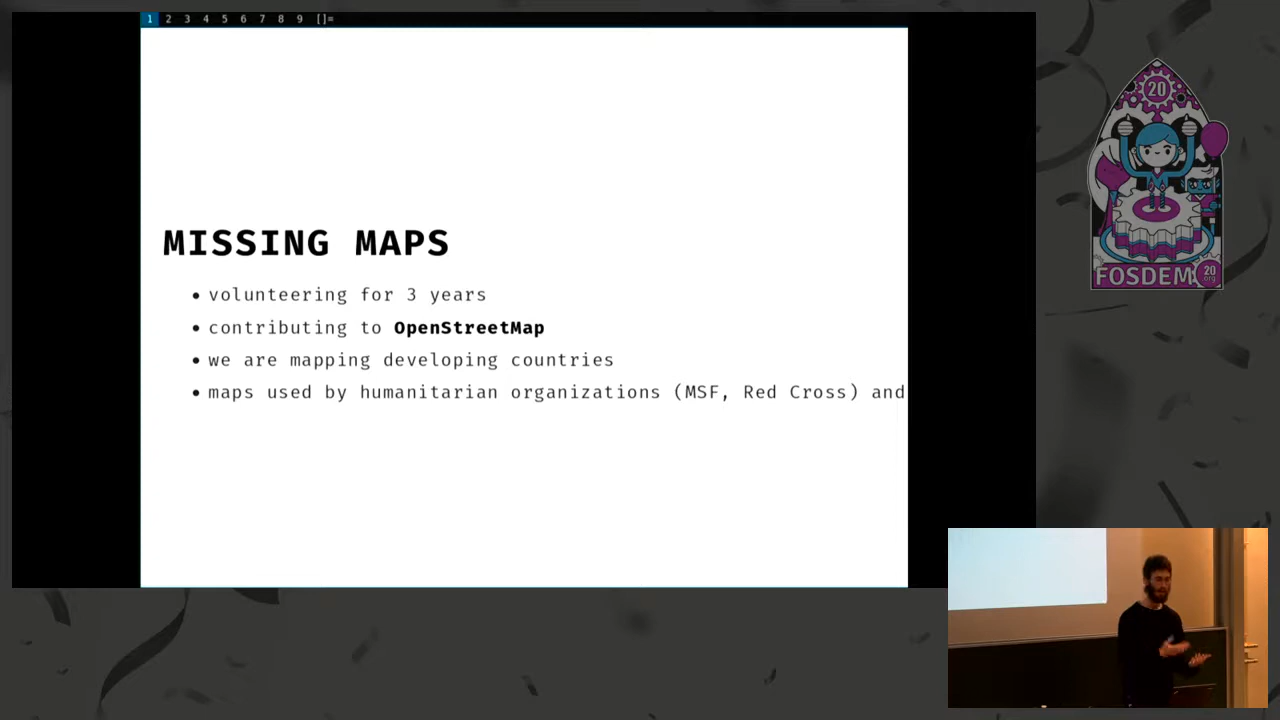 1 2 3 4 5 6 7 8 9 []=
MISSING MAPS
• volunteering for 3 years
• contributing to OpenStreetMap
• we are mapping developing countries
• maps used by humanitarian organizations (MSF, Red Cross) and
20
FOSDEM
20
org